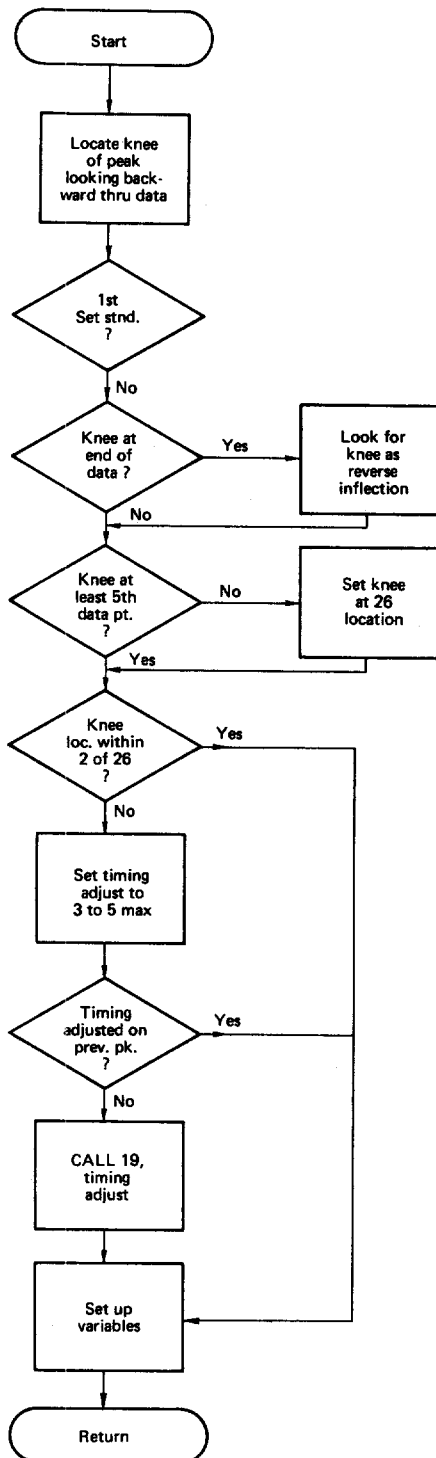 Start
Locate knee
of peak
looking back-
ward thru data
1st
Set stnd.
?
No
Knee at
end of
data ?
Yes
Look for
knee as
reverse
inflection
No
Knee at
least 5th
data pt.
?
No
Set knee
at 26
location
Yes
Knee
loc. within
2 of 26
?
Yes
No
Set timing
adjust to
3 to 5 max
Timing
adjusted on
prev. pk.
?
Yes
No
CALL 19,
timing
adjust
Set up
variables
Return